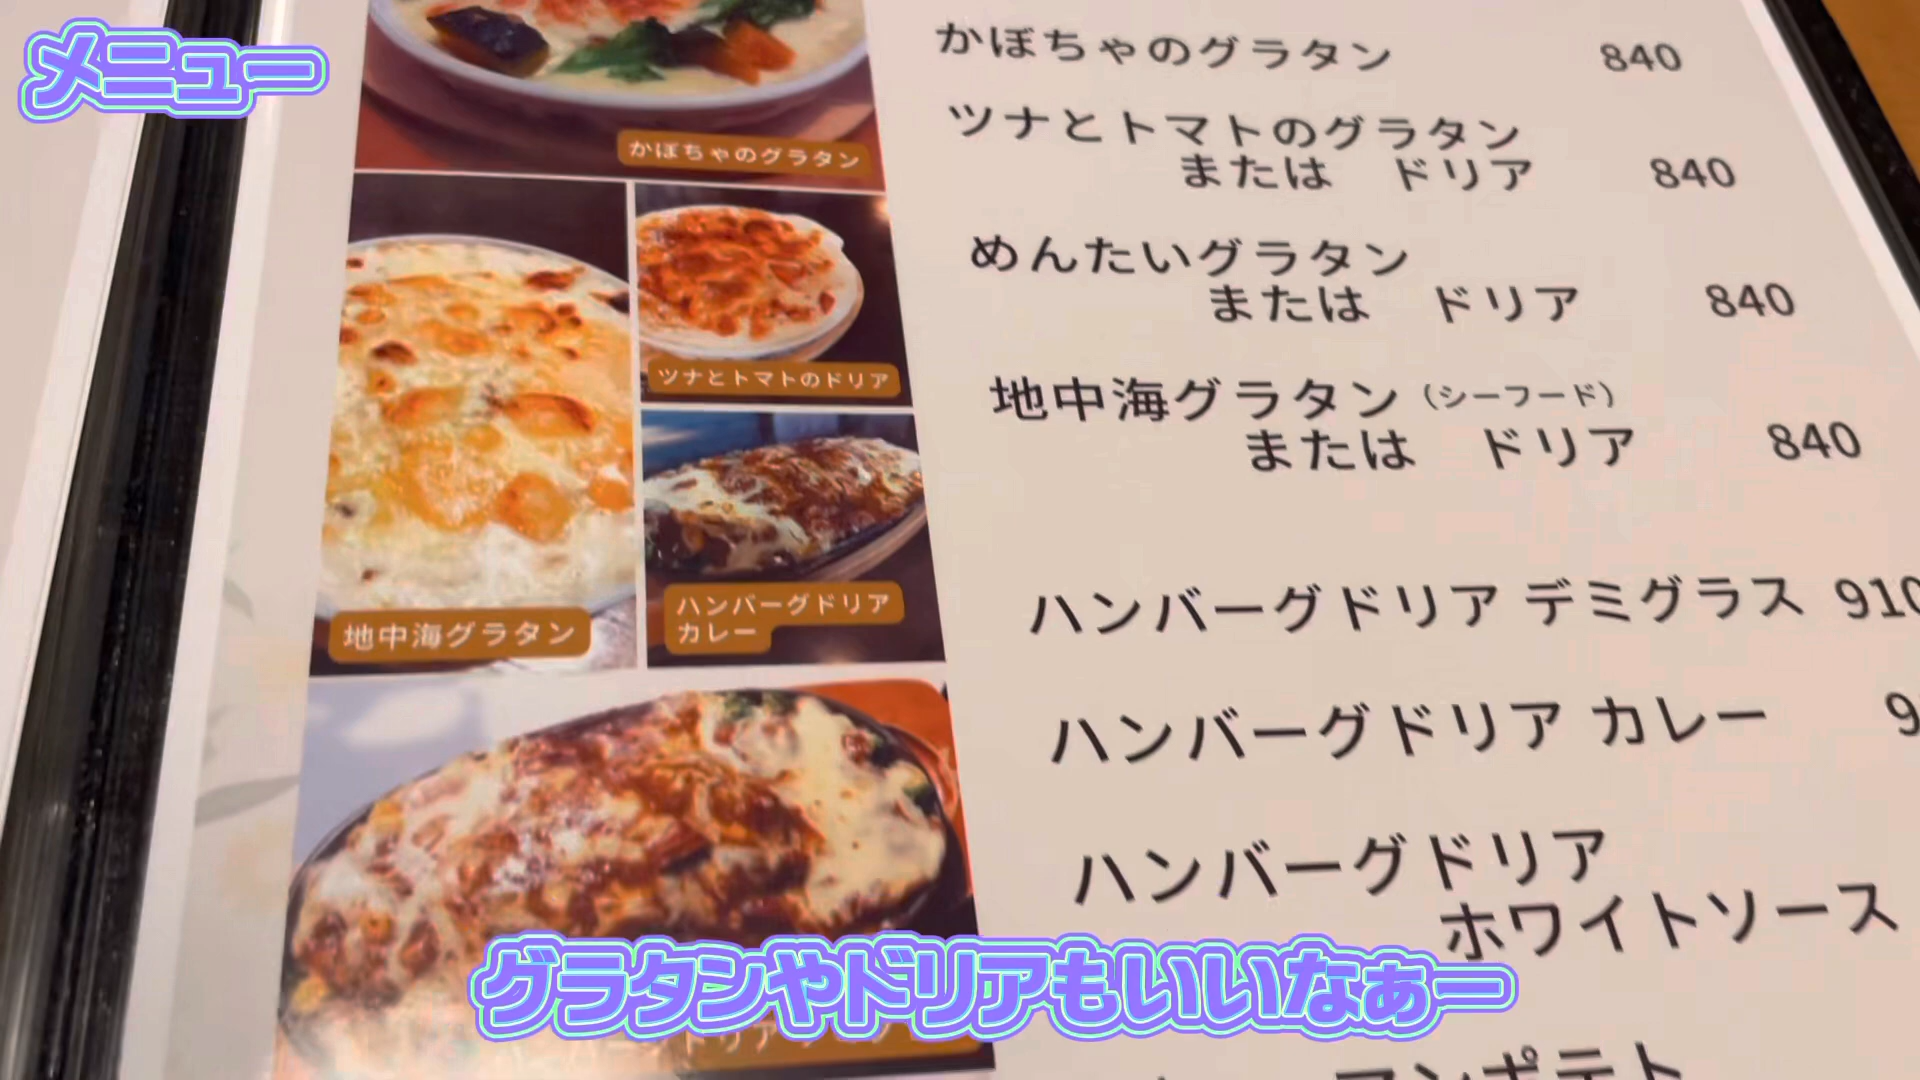 メニュー
かぼちゃのグラタン
ツナとトマトのドリア
地中海グラタン
ハンバーグドリア
カレー
かぼちゃのグラタン 840
ツナとトマトのグラタン
または ドリア 840
めんたいグラタン
または ドリア 840
地中海グラタン (シーフード)
または ドリア 840
ハンバーグドリア デミグラス 910
ハンバーグドリア カレー 9
ハンバーグドリア
ホワイトソース
グラタンやドリアもいいなぁー